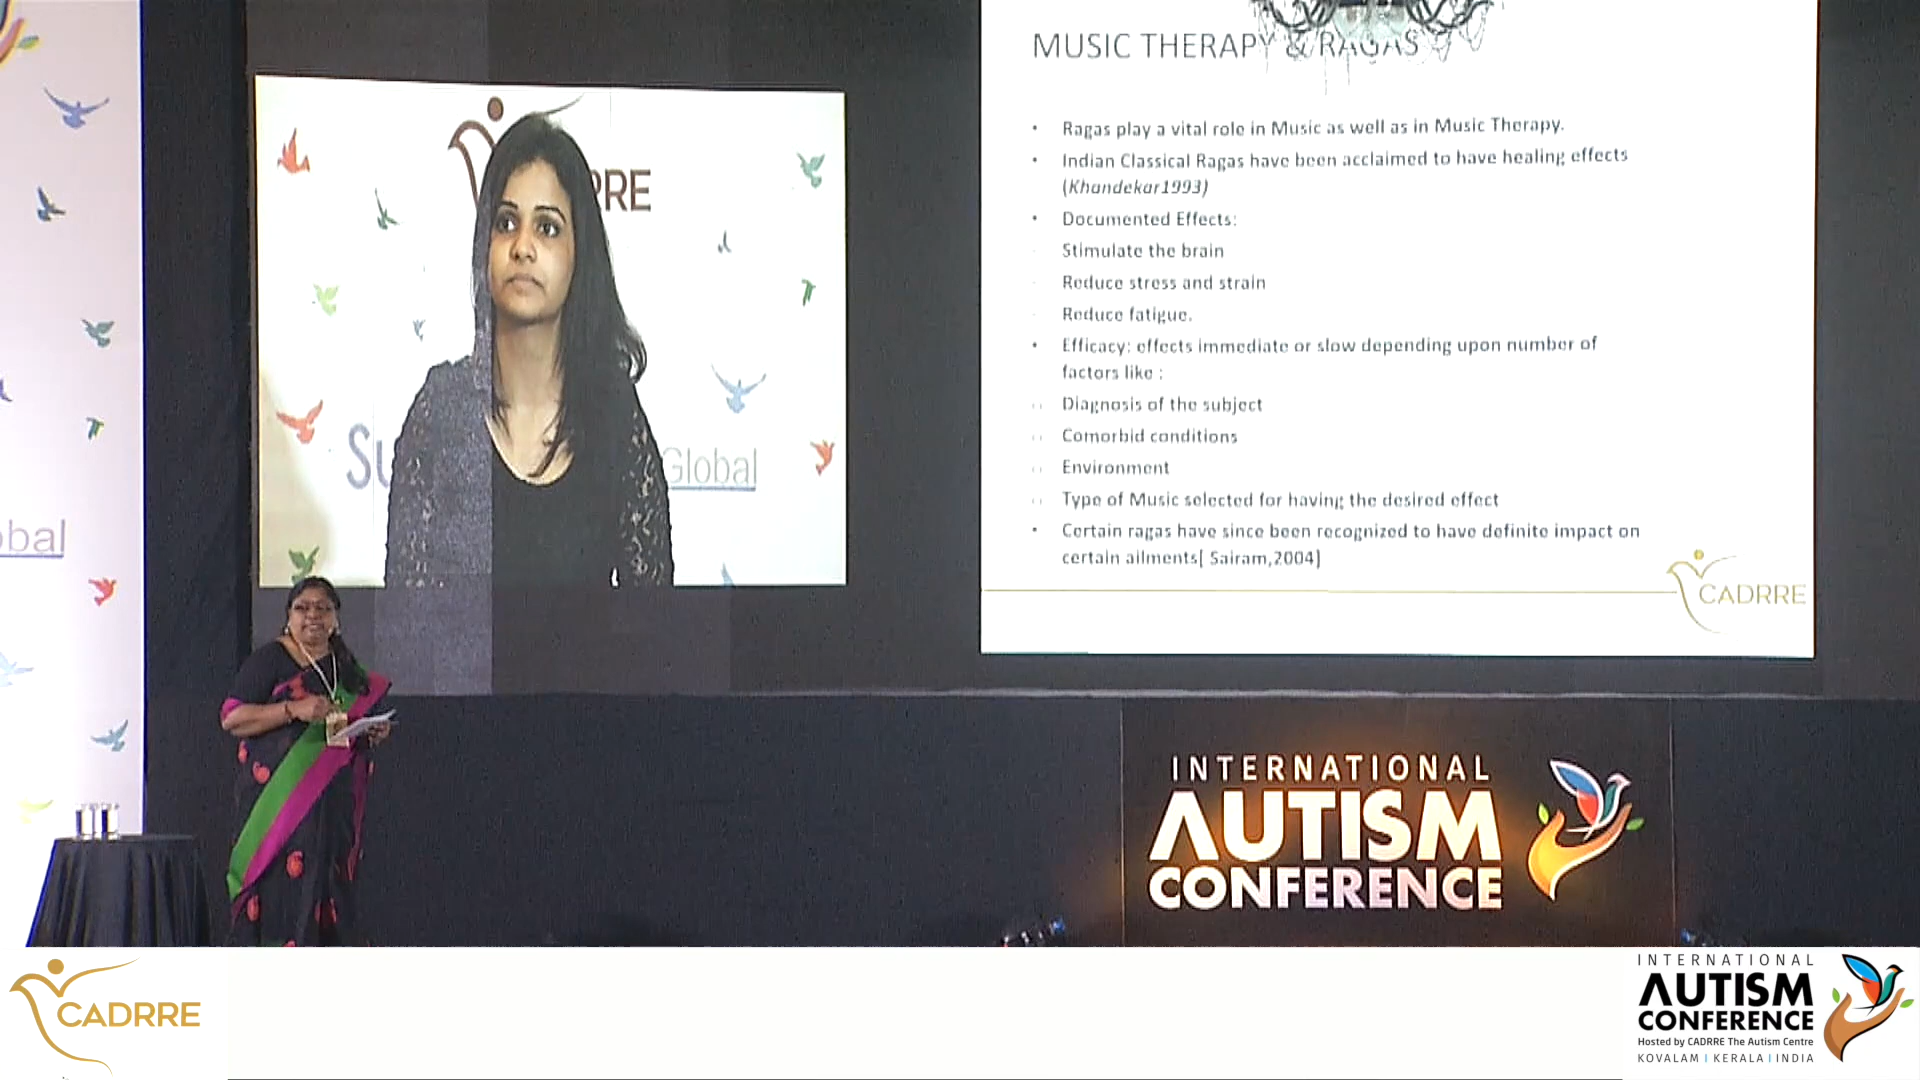 MUSIC THERAPY & RAGAS
• Ragas play a vital role in Music as well as in Music Therapy.
• Indian Classical Ragas have been acclaimed to have healing effects
(Khandekar1993)
• Documented Effects:
Stimulate the brain
Reduce stress and strain
Reduce fatigue.
• Efficacy: effects immediate or slow depending upon number of
factors like :
Diagnosis of the subject
Comorbid conditions
Environment
Type of Music selected for having the desired effect
• Certain ragas have since been recognized to have definite impact on
certain ailments[ Sairam,2004]
CADRRE
RRE
Su
Global
bal
INTERNATIONAL
AUTISM
CONFERENCE
CADRRE
INTERNATIONAL
AUTISM
CONFERENCE
Hosted by CADRRE The Autism Centre
KOVALAM | KERALA | INDIA